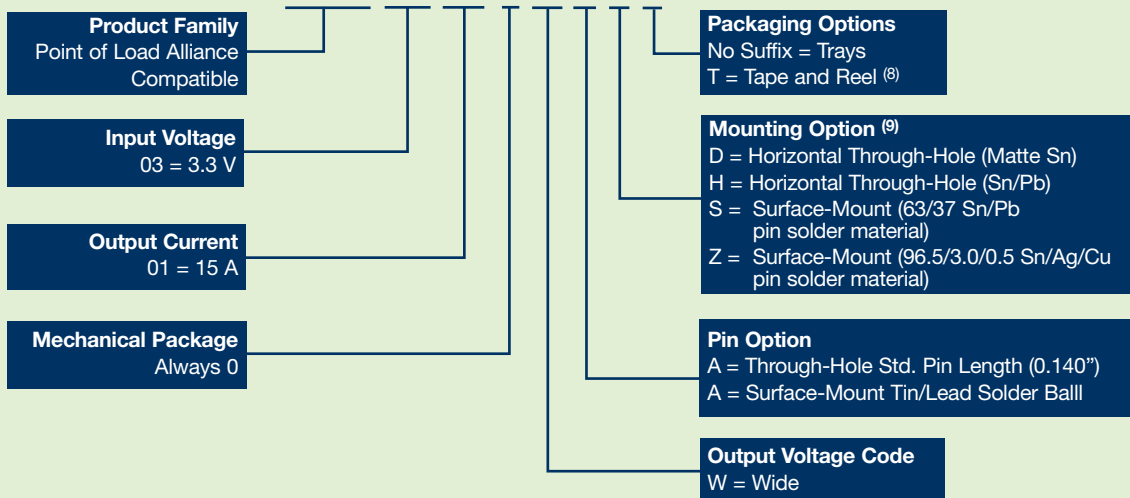 Product Family
Point of Load Alliance
Compatible
Input Voltage
03 = 3.3 V
Output Current
01 = 15 A
Mechanical Package
Always 0
Packaging Options
No Suffix = Trays
T = Tape and Reel (8)
Mounting Option (9)
D = Horizontal Through-Hole (Matte Sn)
H = Horizontal Through-Hole (Sn/Pb)
S = Surface-Mount (63/37 Sn/Pb
pin solder material)
Z = Surface-Mount (96.5/3.0/0.5 Sn/Ag/Cu
pin solder material)
Pin Option
A = Through-Hole Std. Pin Length (0.140”)
A = Surface-Mount Tin/Lead Solder Balll
Output Voltage Code
W = Wide